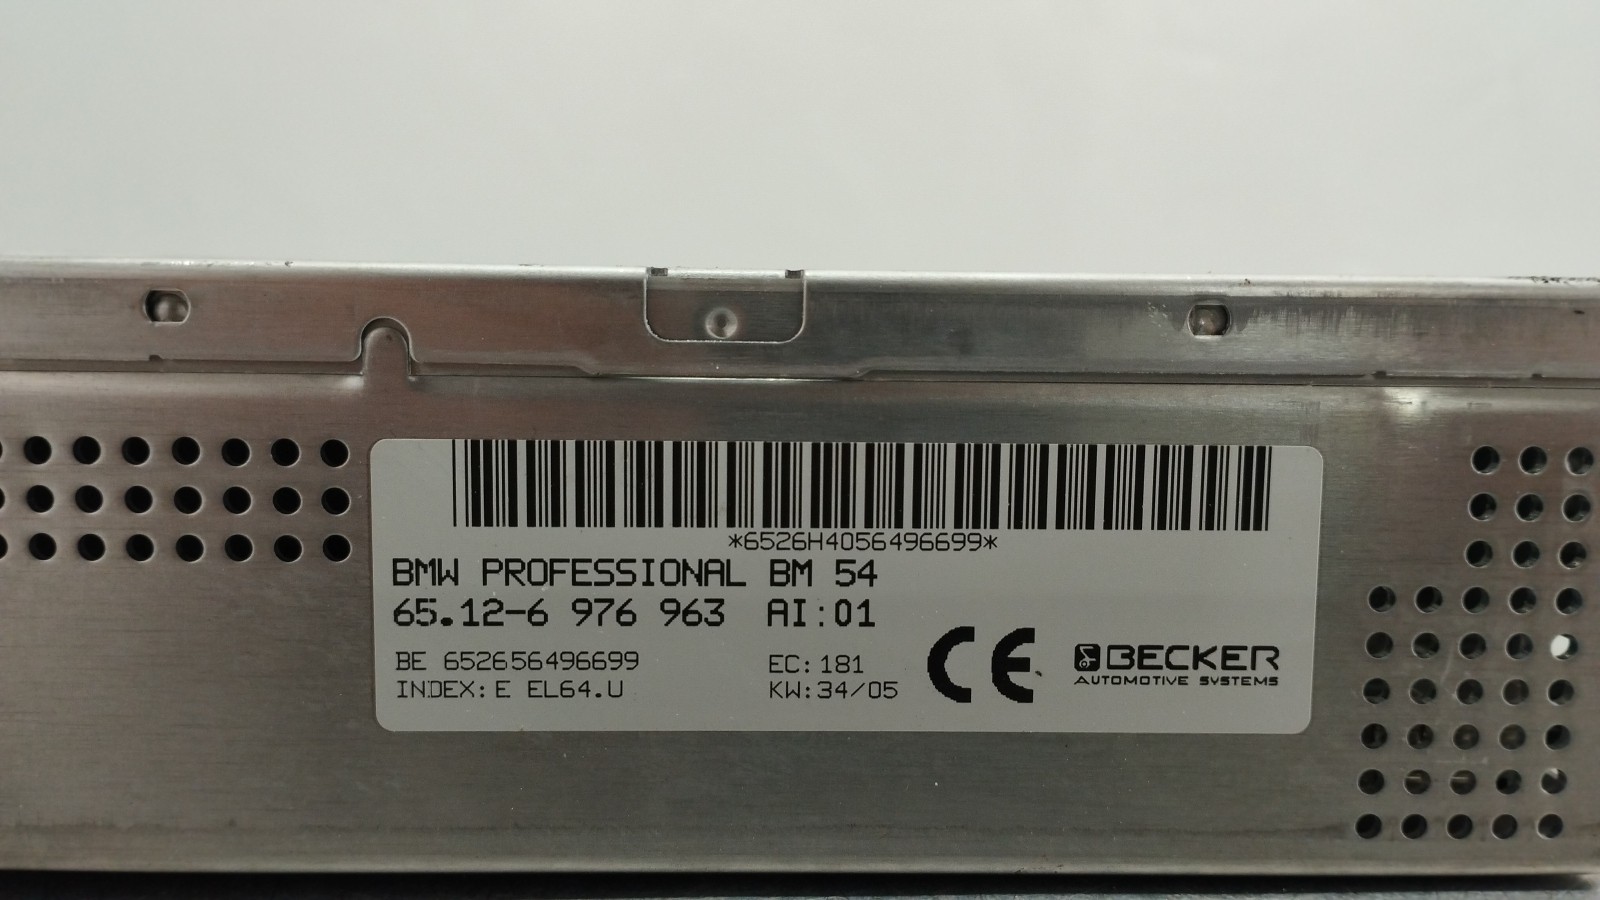 *6526H4056496699*
BMW PROFESSIONAL BM 54
65.12-6 976 963 AI:01
BE 652656496699 EC:181
INDEX:E EL64.U KW:34/05
CE
BECKER
AUTOMOTIVE SYSTEMS